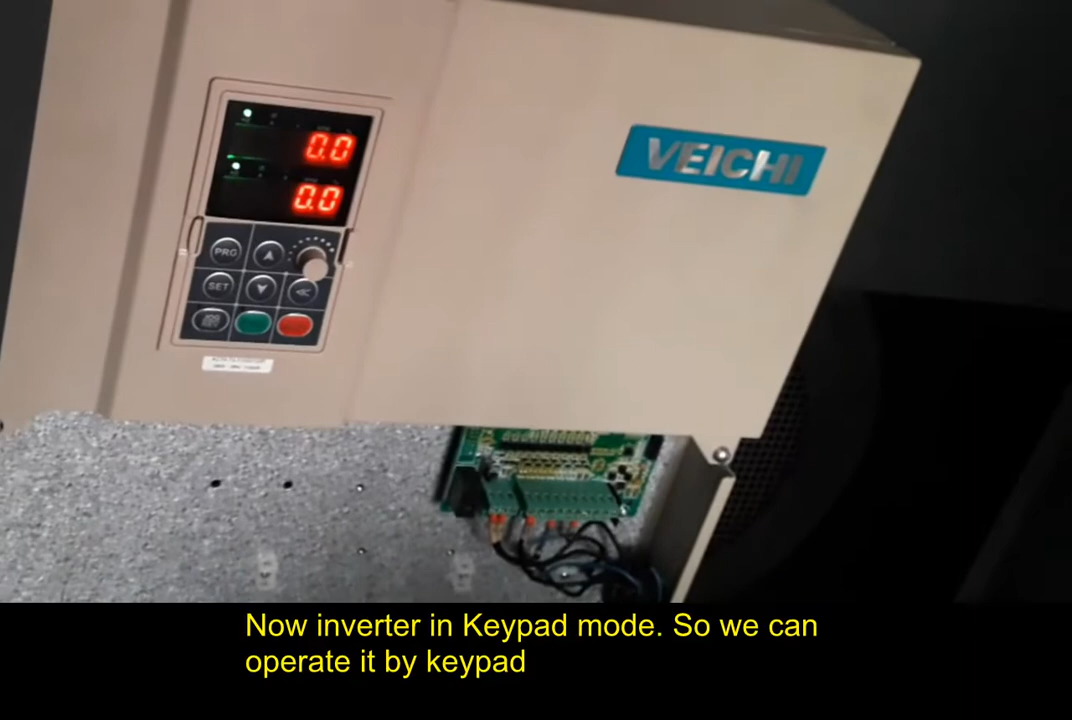 0.0
VEICHI
0.0
PRG
SET
Now inverter in Keypad mode. So we can
operate it by keypad